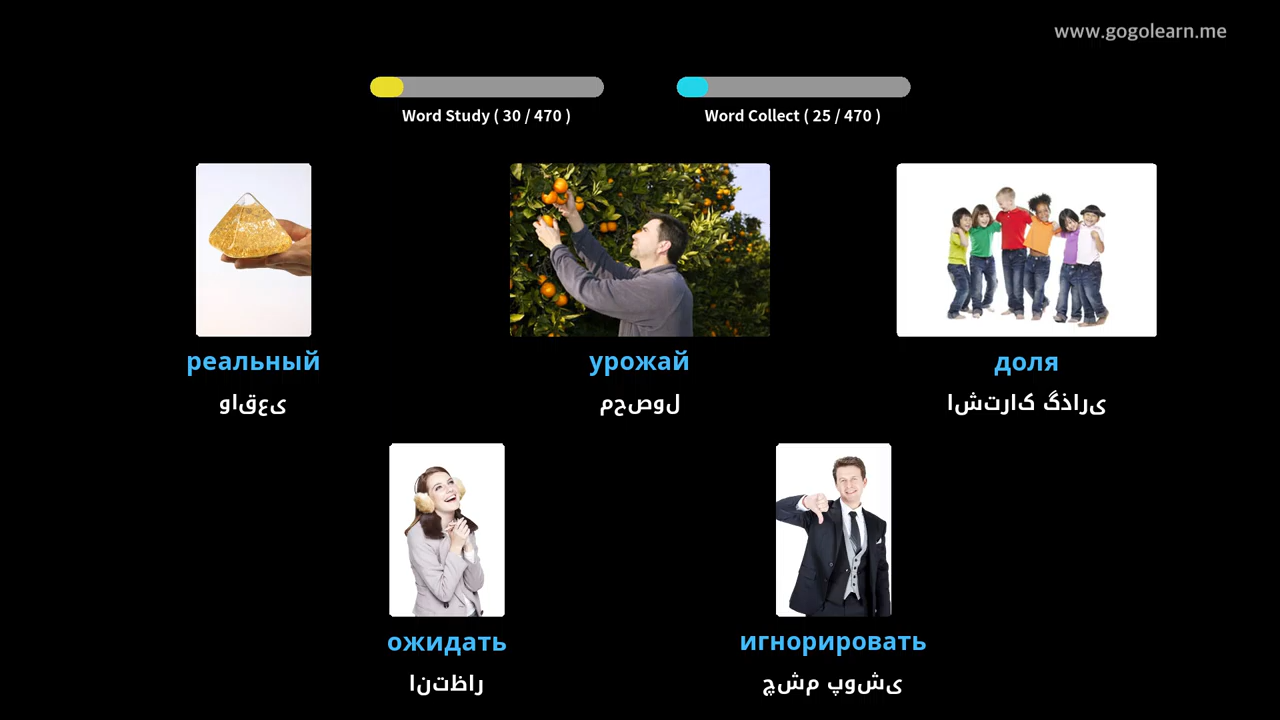 www.gogolearn.me
Word Study ( 30 / 470 )
Word Collect ( 25 / 470 )
реальный
واقعی
урожай
محصول
доля
اشتراک گذاری
ожидать
انتظار
игнорировать
چشم پوشی